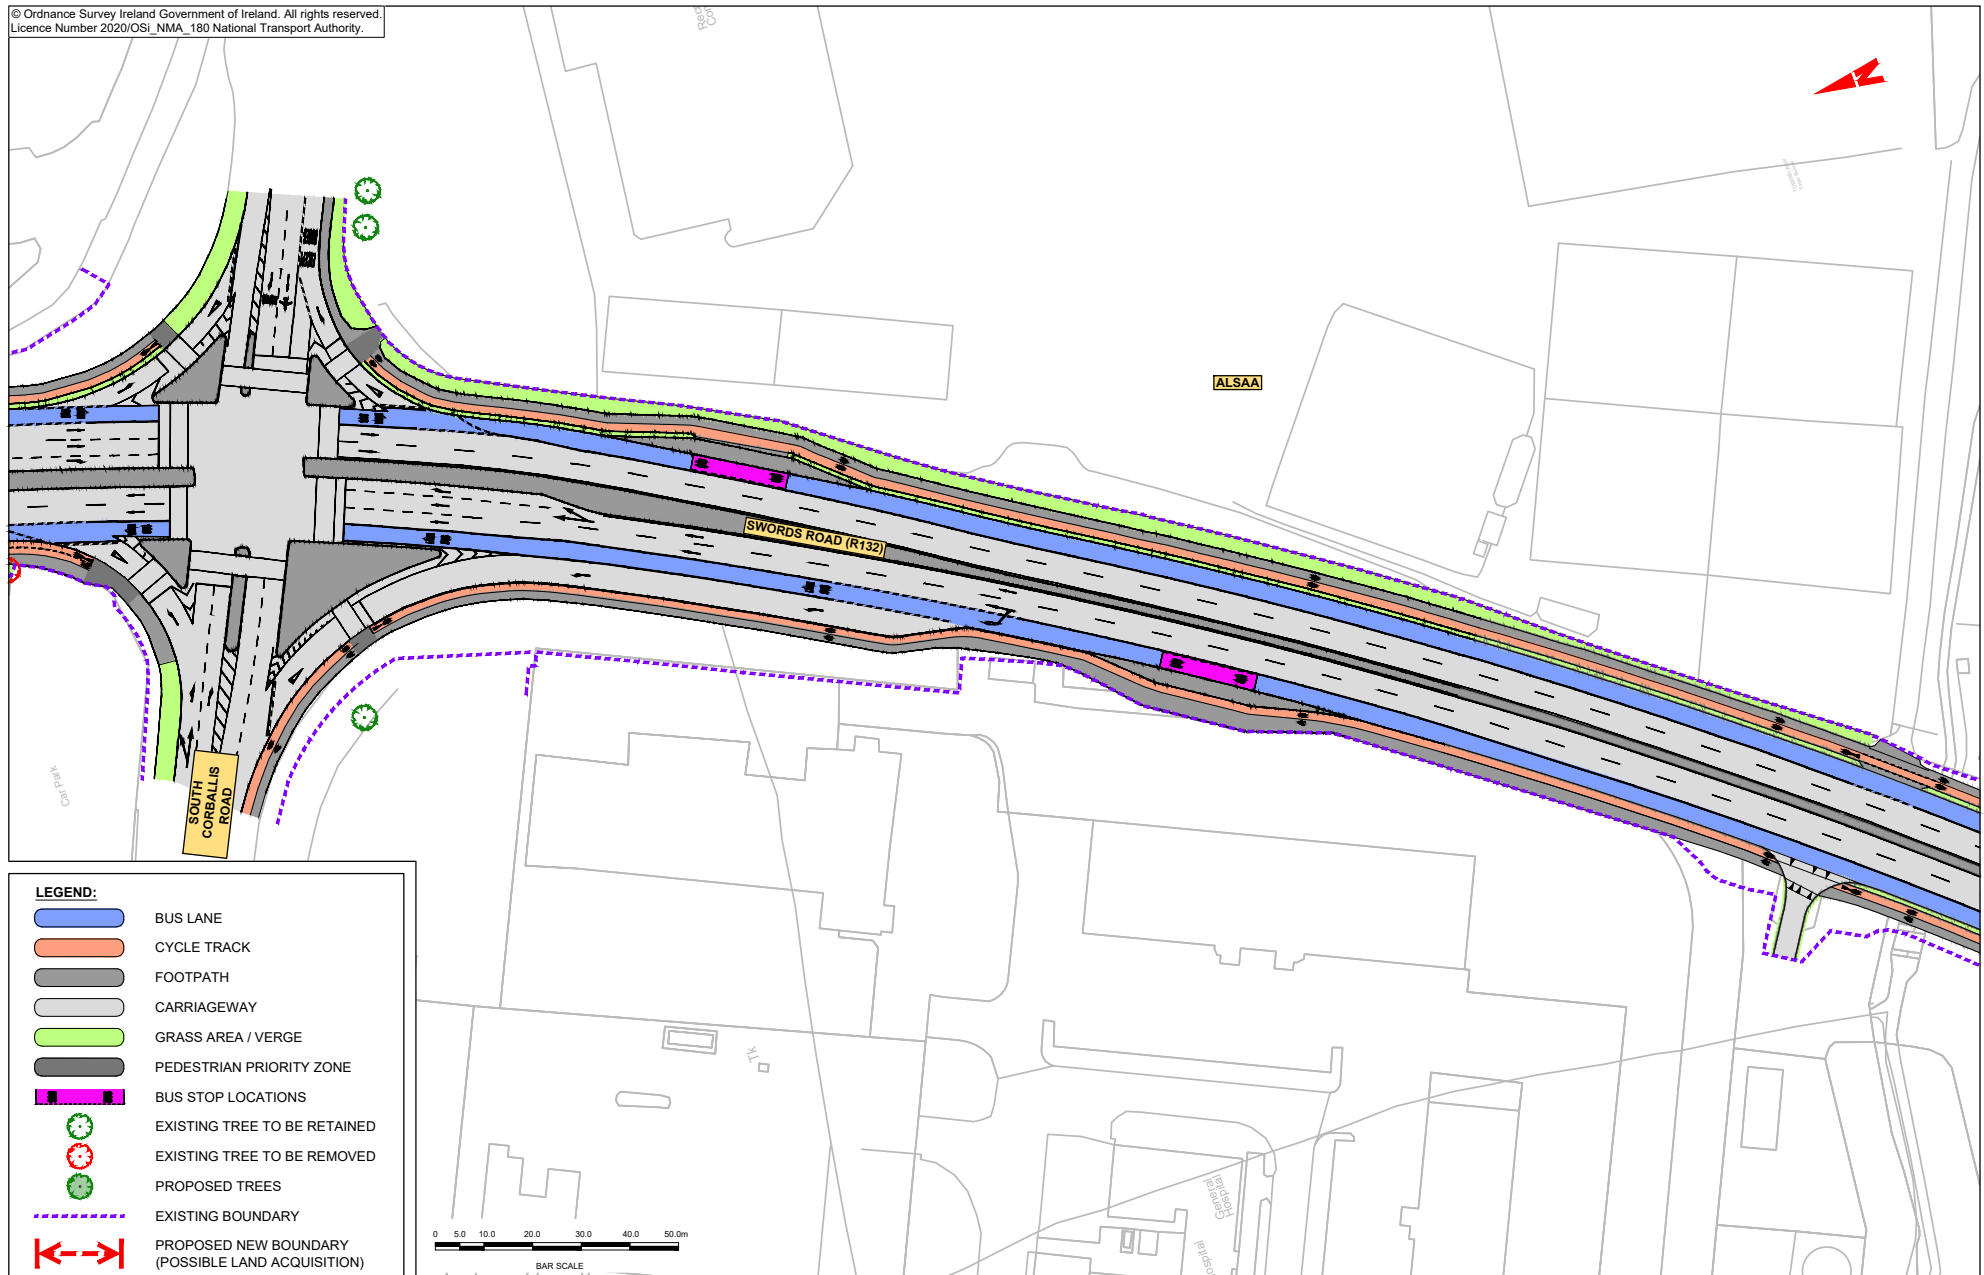 © Ordnance Survey Ireland Government of Ireland. All rights reserved.
Licence Number 2020/OSi_NMA_180 National Transport Authority.
N
ALSAA
SWORDS ROAD (R132)
SOUTH
CORBALLIS
ROAD
Car Park
Tk
General
Hospital
LEGEND:
BUS LANE
CYCLE TRACK
FOOTPATH
CARRIAGEWAY
GRASS AREA / VERGE
PEDESTRIAN PRIORITY ZONE
BUS STOP LOCATIONS
EXISTING TREE TO BE RETAINED
EXISTING TREE TO BE REMOVED
PROPOSED TREES
EXISTING BOUNDARY
PROPOSED NEW BOUNDARY
(POSSIBLE LAND ACQUISITION)
0 5.0 10.0 20.0 30.0 40.0 50.0m
BAR SCALE